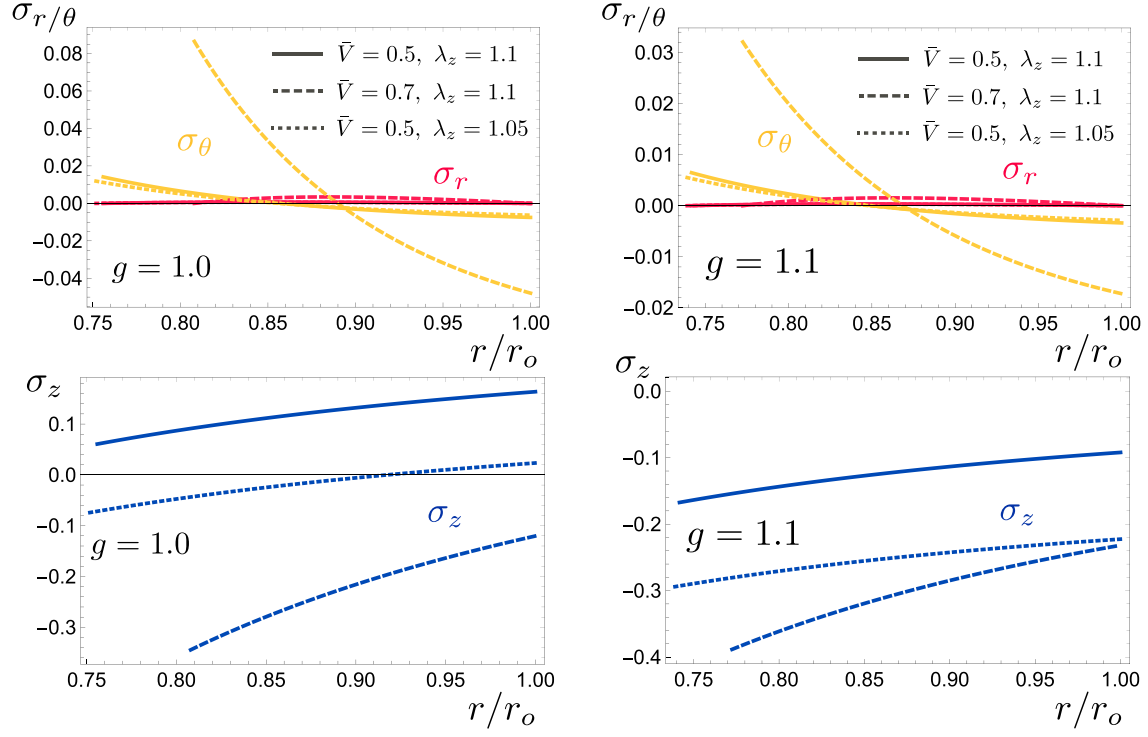 σ_{r/θ}
0.08
0.06
0.04
0.02
0.00
−0.02
−0.04
V̄ = 0.5, λ_z = 1.1
V̄ = 0.7, λ_z = 1.1
V̄ = 0.5, λ_z = 1.05
σ_θ
σ_r
g = 1.0
0.75 0.80 0.85 0.90 0.95 1.00
r/r_o
σ_{r/θ}
0.03
0.02
0.01
0.00
−0.01
−0.02
V̄ = 0.5, λ_z = 1.1
V̄ = 0.7, λ_z = 1.1
V̄ = 0.5, λ_z = 1.05
σ_θ
σ_r
g = 1.1
0.75 0.80 0.85 0.90 0.95 1.00
r/r_o
σ_z
0.1
0.0
−0.1
−0.2
−0.3
σ_z
g = 1.0
0.75 0.80 0.85 0.90 0.95 1.00
r/r_o
σ_z
0.0
−0.1
−0.2
−0.3
−0.4
σ_z
g = 1.1
0.75 0.80 0.85 0.90 0.95 1.00
r/r_o